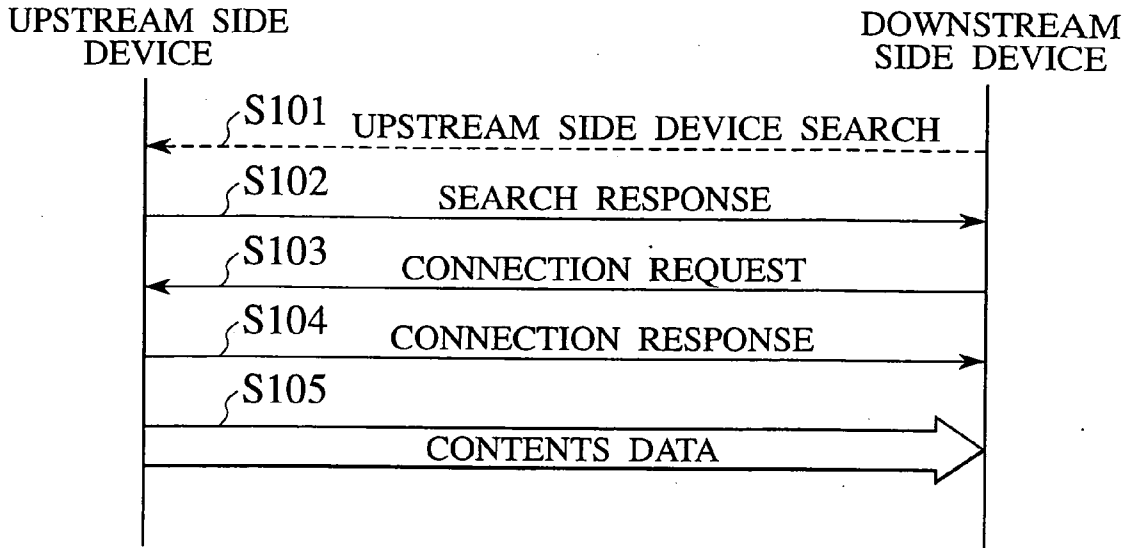 UPSTREAM SIDE
DEVICE
DOWNSTREAM
SIDE DEVICE
S101
UPSTREAM SIDE DEVICE SEARCH
S102
SEARCH RESPONSE
S103
CONNECTION REQUEST
S104
CONNECTION RESPONSE
S105
CONTENTS DATA